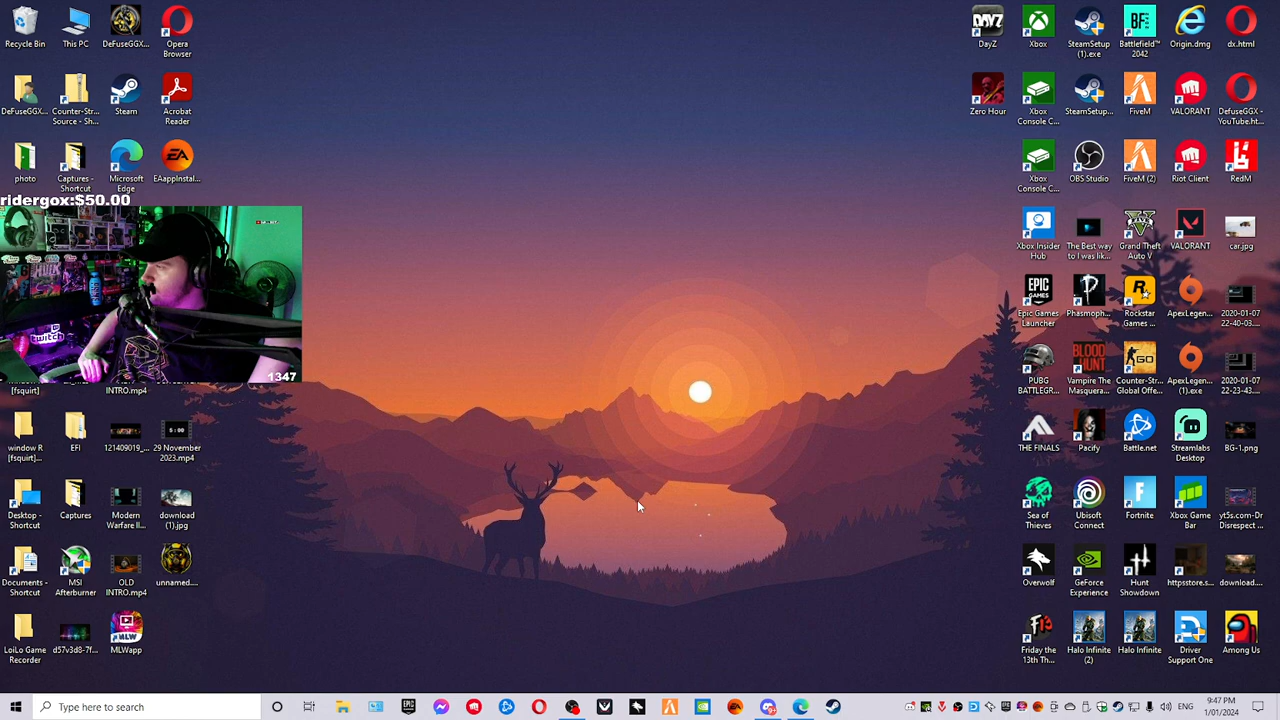 Recycle Bin
This PC
DeFuseGGX...
Opera
Browser
DeFuseGGX...
Counter-Str...
Source - Sh...
Steam
Acrobat
Reader
photo
Captures -
Shortcut
Microsoft
Edge
EAappInstal...
ridergox:$50.00
1347
[fsquirt]
INTRO.mp4
window R
[fsquirt]...
EFI
121409019_...
29 November
2023.mp4
Desktop -
Shortcut
Captures
Modern
Warfare II...
download
(1).jpg
Documents -
Shortcut
MSI
Afterburner
OLD
INTRO.mp4
unnamed....
LoiLo Game
Recorder
d57v3d8-7f...
MLWapp
DayZ
Xbox
SteamSetup
(1).exe
Battlefield™
2042
Origin.dmg
dx.html
Zero Hour
Xbox
Console C...
SteamSetup...
FiveM
VALORANT
DefuseGGX -
YouTube.ht...
Xbox
Console C...
OBS Studio
FiveM (2)
Riot Client
RedM
Xbox Insider
Hub
The Best way
to I was lik...
Grand Theft
Auto V
VALORANT
car.jpg
Epic Games
Launcher
Phasmoph...
Rockstar
Games ...
ApexLegen...
2020-01-07
22-40-03...
PUBG
BATTLEGR...
Vampire The
Masquera...
Counter-Str...
Global Offe...
ApexLegen...
(1).exe
2020-01-07
22-23-43...
THE FINALS
Pacify
Battle.net
Streamlabs
Desktop
BG-1.png
Sea of
Thieves
Ubisoft
Connect
Fortnite
Xbox Game
Bar
yt5s.com-Dr
Disrespect ...
Overwolf
GeForce
Experience
Hunt
Showdown
httpsstore.s...
download....
Friday the
13th Th...
Halo Infinite
(2)
Halo Infinite
Driver
Support One
Among Us
Type here to search
ENG
9:47 PM
1/01/2024